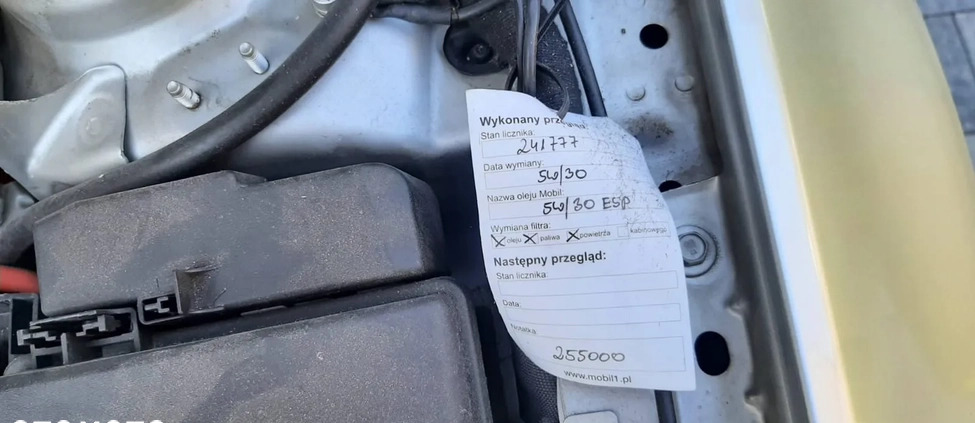 Wykonany
Stan licznika:
241777
Data wymiany:
5W/30
Nazwa oleju Mobil:
5W/30 ESP
Wymiana filtra:
X oleju X paliwa X powietrza kabinowego
Następny przegląd:
Stan licznika:
Data:
Notatka
255000
www.mobil1.pl